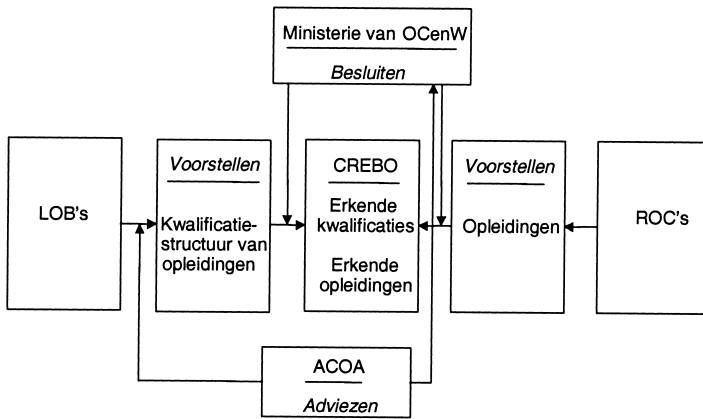 Ministerie van OCenW
Besluiten
LOB's
Voorstellen
Kwalificatie-
structuur van
opleidingen
CREBO
Erkende
kwalificaties
Erkende
opleidingen
Voorstellen
Opleidingen
ROC's
ACOA
Adviezen